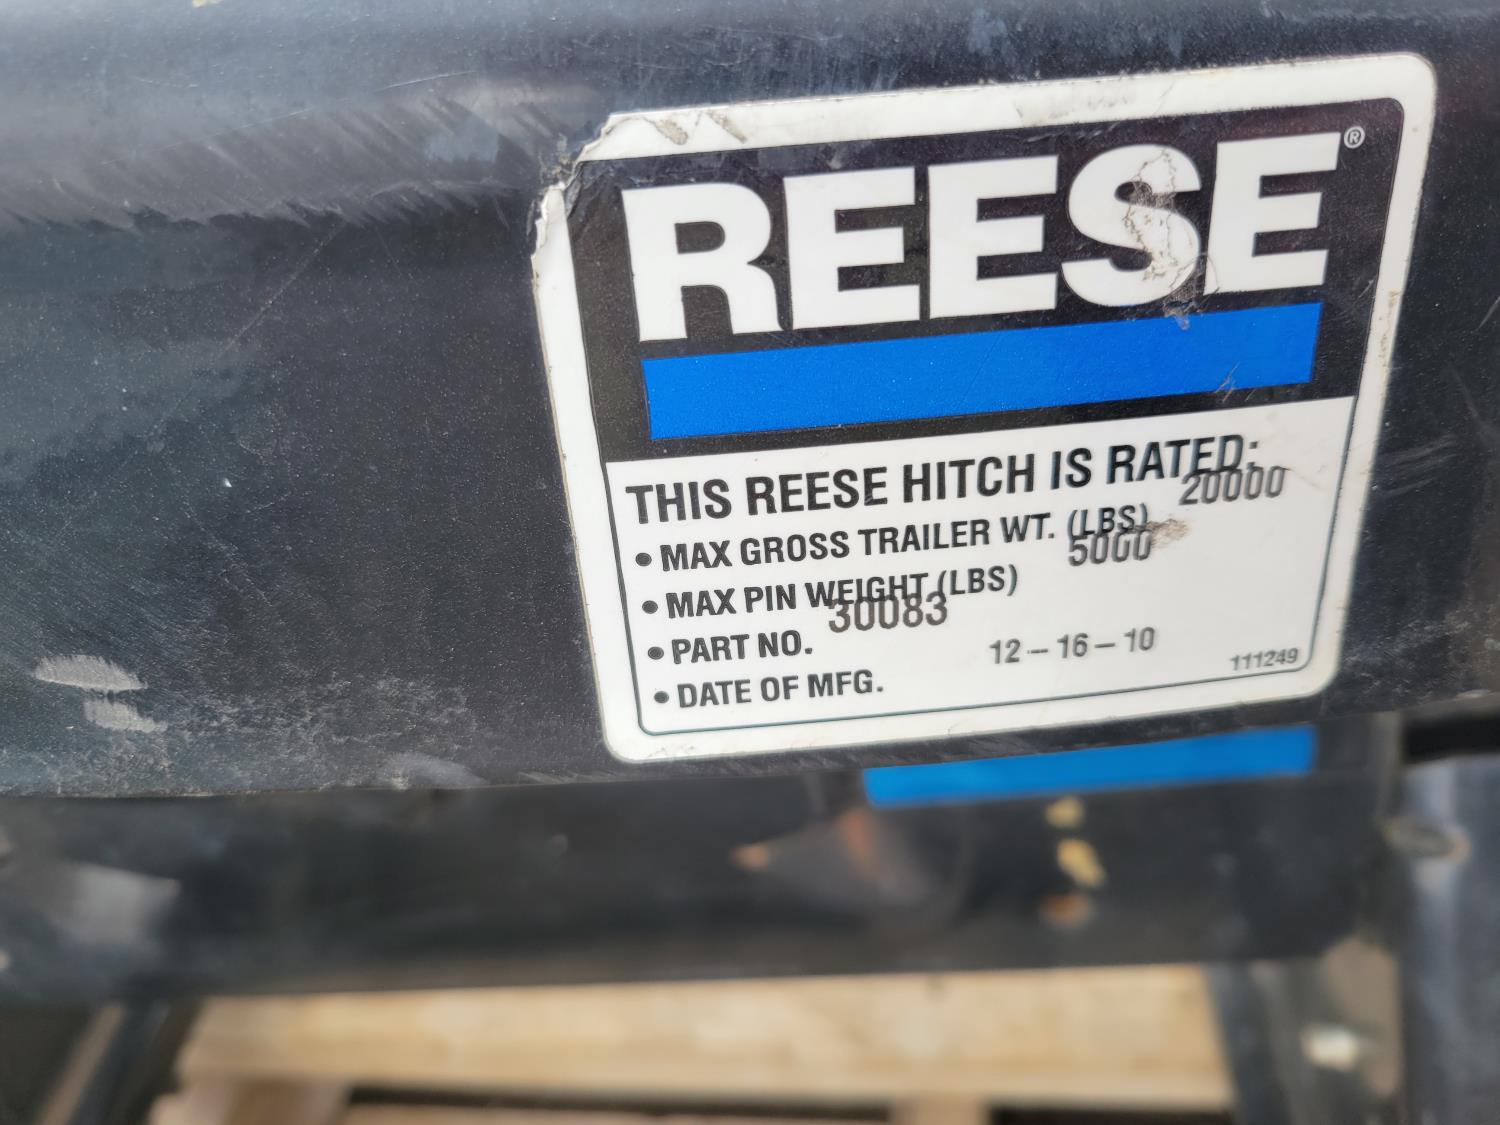 REESE®
THIS REESE HITCH IS RATED:
• MAX GROSS TRAILER WT. (LBS) 20000
• MAX PIN WEIGHT (LBS) 5000
• PART NO. 30083
• DATE OF MFG. 12-16-10
111249